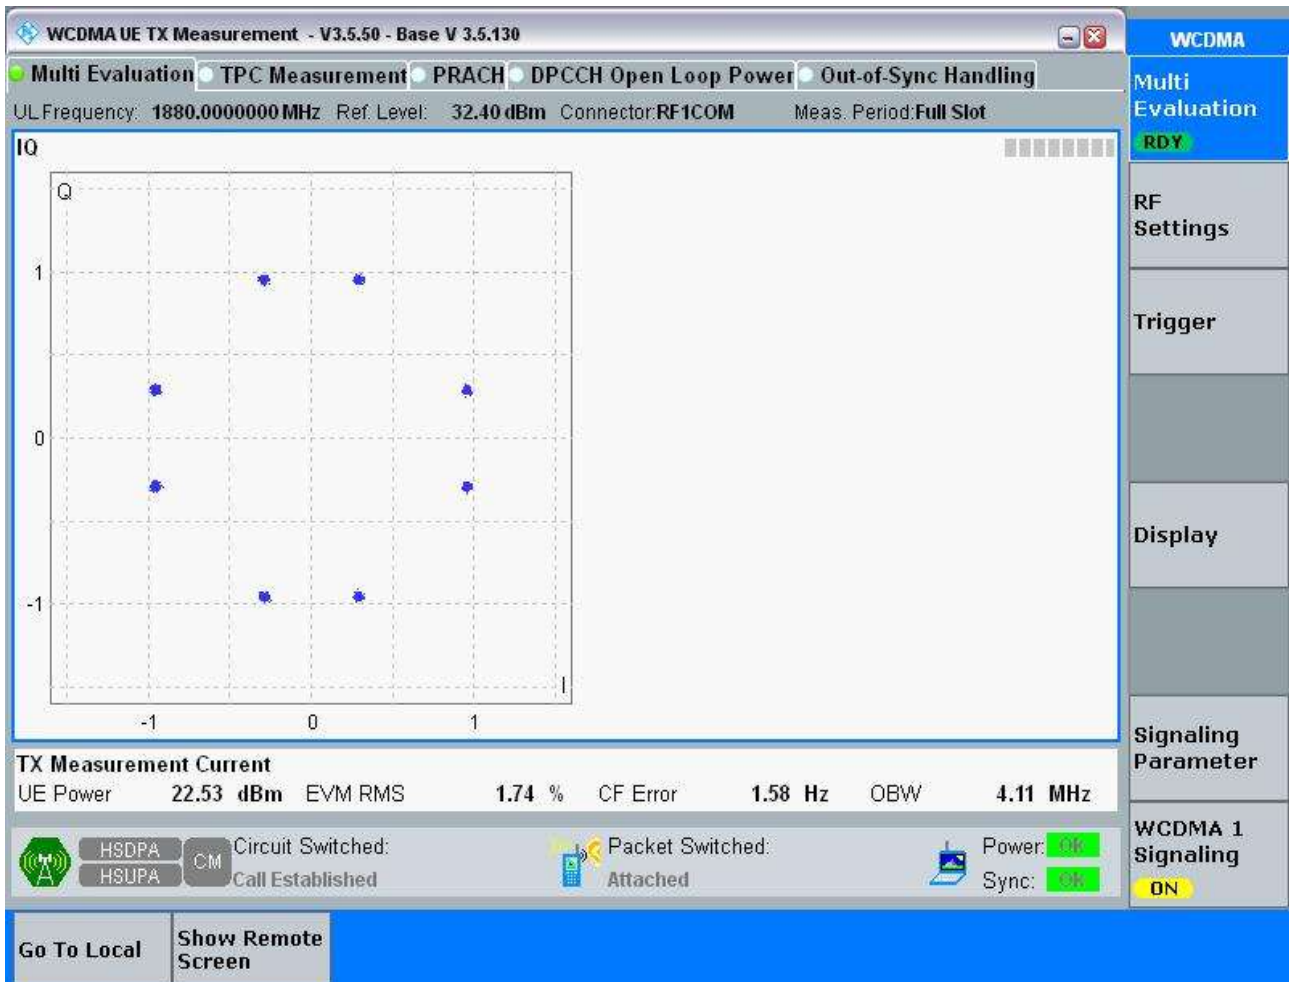 WCDMA UE TX Measurement - V3.5.50 - Base V 3.5.130
WCDMA
Multi Evaluation TPC Measurement PRACH DPCCH Open Loop Power Out-of-Sync Handling
UL Frequency: 1880.0000000 MHz Ref. Level: 32.40 dBm Connector:RF1COM Meas. Period:Full Slot
Multi
Evaluation
RDY
IQ
Q
1
0
-1
I
-1 0 1
RF
Settings
Trigger
Display
Signaling
Parameter
WCDMA 1
Signaling
ON
TX Measurement Current
UE Power 22.53 dBm EVM RMS 1.74 % CF Error 1.58 Hz OBW 4.11 MHz
HSDPA
HSUPA
CM
Circuit Switched:
Call Established
Packet Switched:
Attached
Power: OK
Sync: OK
Go To Local
Show Remote
Screen